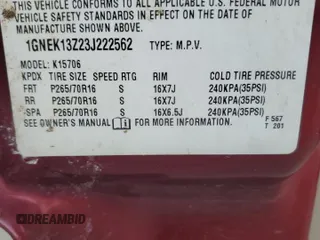 CONFORMS TO ALL APPLICABLE U.S. FEDERAL MOTOR
VEHICLE SAFETY STANDARDS IN EFFECT ON THE DATE
OF MANUFACTURE SHOWN ABOVE.
1GNEK13Z23J222562 TYPE: M.P.V.
MODEL: K15706
KPDX TIRE SIZE SPEED RTG RIM COLD TIRE PRESSURE
FRT P265/70R16 S 16X7J 240KPA(35PSI)
RR P265/70R16 S 16X7J 240KPA(35PSI)
SPA P265/70R16 S 16X6.5J 240KPA(35PSI)
SEE OWNER'S MANUAL FOR MORE INFORMATION.
F 567
T 201
DREAMBID